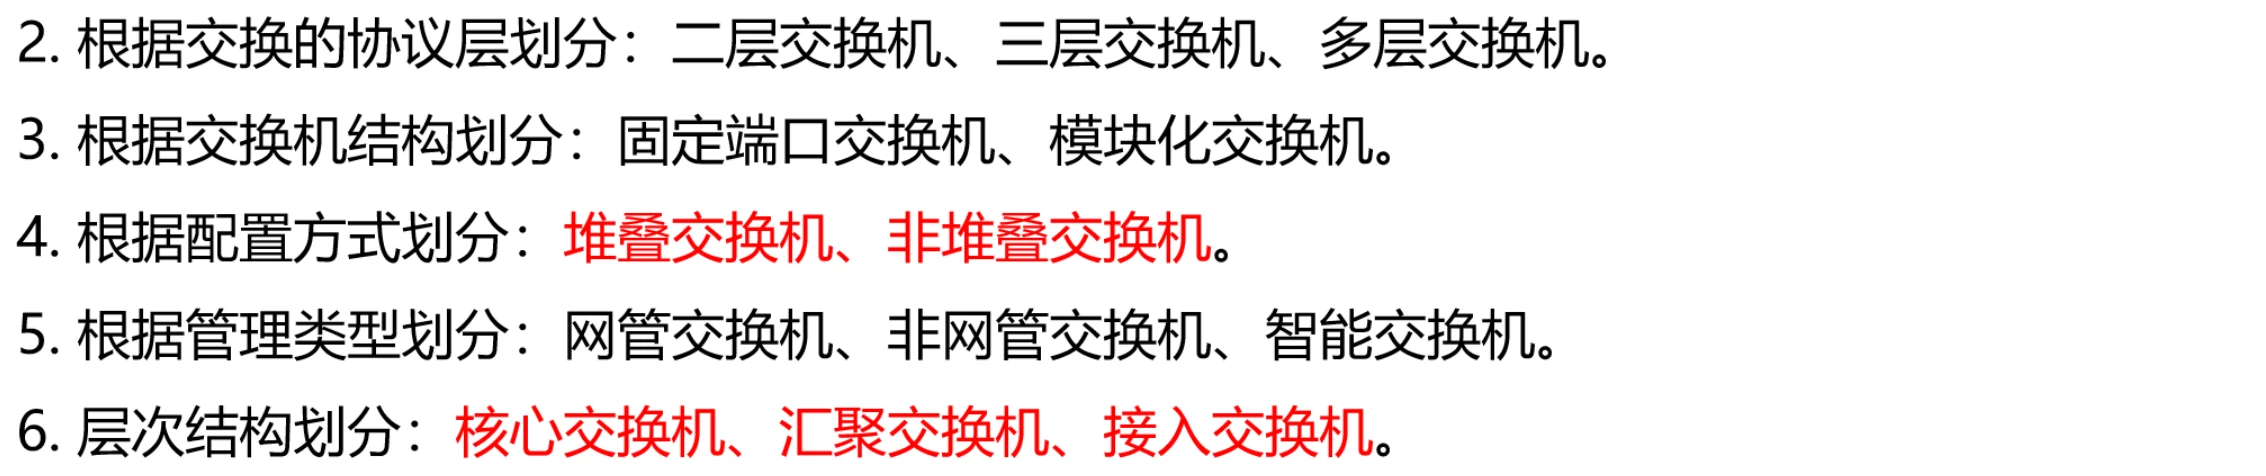 2. 根据交换的协议层划分：二层交换机、三层交换机、多层交换机。
3. 根据交换机结构划分：固定端口交换机、模块化交换机。
4. 根据配置方式划分：堆叠交换机、非堆叠交换机。
5. 根据管理类型划分：网管交换机、非网管交换机、智能交换机。
6. 层次结构划分：核心交换机、汇聚交换机、接入交换机。